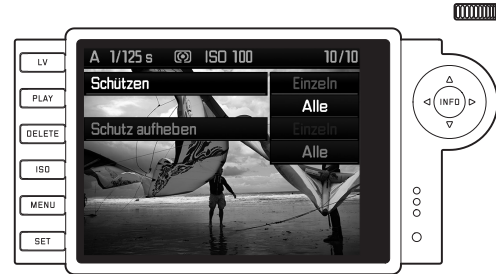 LV
PLAY
DELETE
ISO
MENU
SET
A 1/125 s ISO 100 10/10
Schützen Einzeln
Alle
Schutz aufheben Einzeln
Alle
INFO